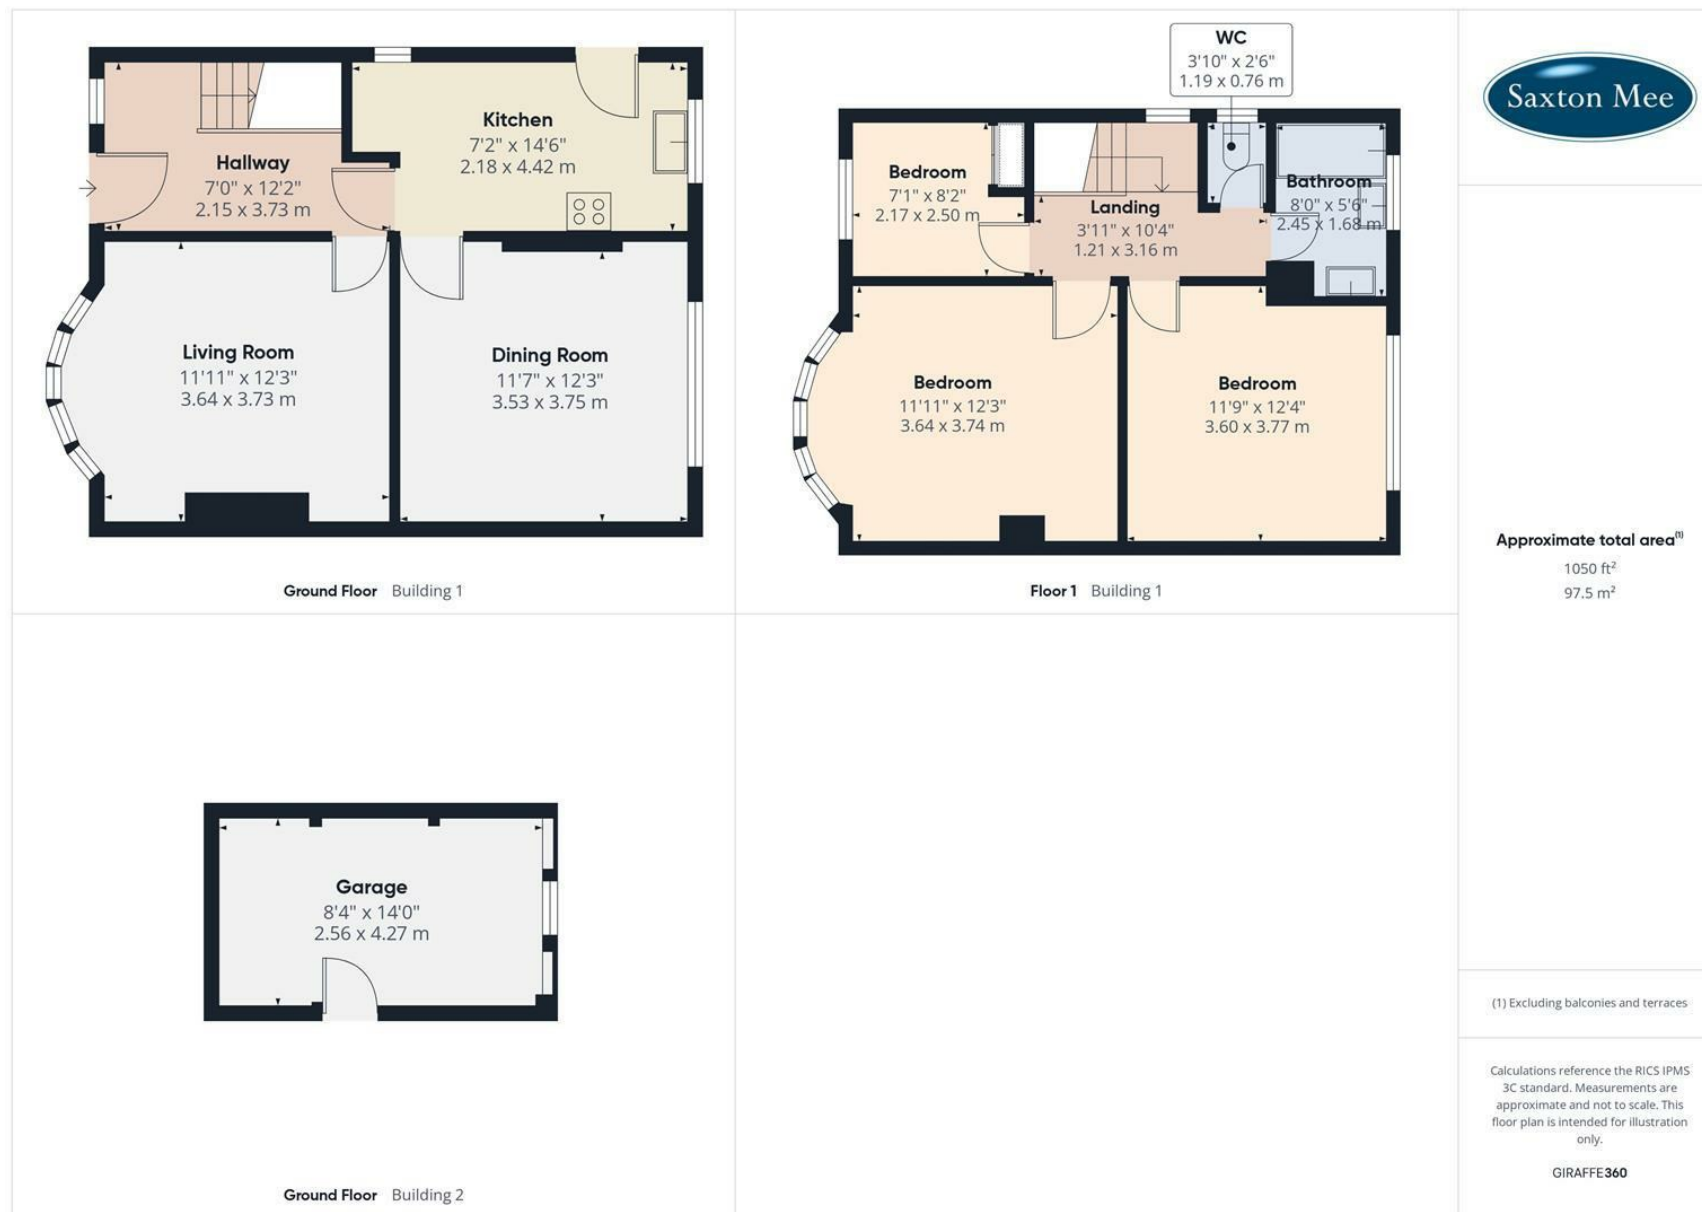 Hallway
7'0" x 12'2"
2.15 x 3.73 m
Kitchen
7'2" x 14'6"
2.18 x 4.42 m
Living Room
11'11" x 12'3"
3.64 x 3.73 m
Dining Room
11'7" x 12'3"
3.53 x 3.75 m
Ground Floor Building 1
WC
3'10" x 2'6"
1.19 x 0.76 m
Bedroom
7'1" x 8'2"
2.17 x 2.50 m
Landing
3'11" x 10'4"
1.21 x 3.16 m
Bathroom
8'0" x 5'6"
2.45 x 1.68 m
Bedroom
11'11" x 12'3"
3.64 x 3.74 m
Bedroom
11'9" x 12'4"
3.60 x 3.77 m
Floor 1 Building 1
Garage
8'4" x 14'0"
2.56 x 4.27 m
Ground Floor Building 2
Saxton Mee
Approximate total area(1)
1050 ft²
97.5 m²
(1) Excluding balconies and terraces
Calculations reference the RICS IPMS
3C standard. Measurements are
approximate and not to scale. This
floor plan is intended for illustration
only.
GIRAFFE360